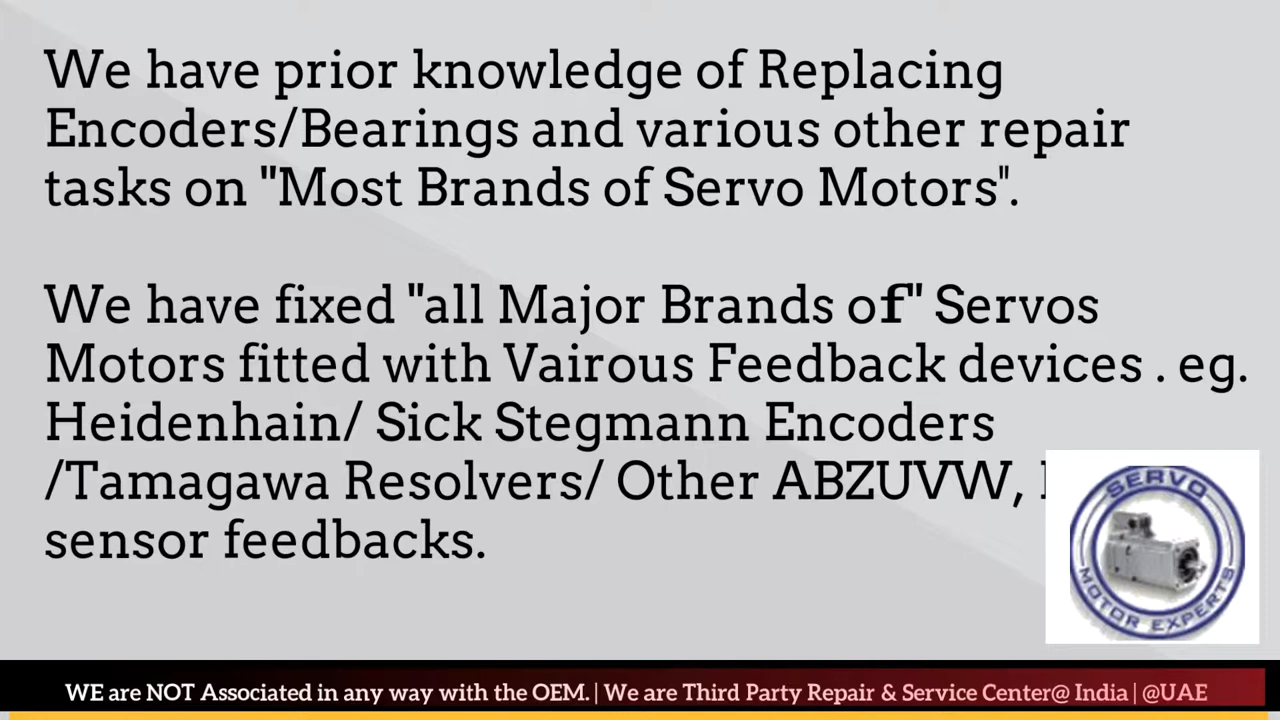 We have prior knowledge of Replacing
Encoders/Bearings and various other repair
tasks on "Most Brands of Servo Motors".
We have fixed "all Major Brands of" Servos
Motors fitted with Vairous Feedback devices . eg.
Heidenhain/ Sick Stegmann Encoders
/Tamagawa Resolvers/ Other ABZUVW,
sensor feedbacks.
SERVO
MOTOR EXPERTS
WE are NOT Associated in any way with the OEM. | We are Third Party Repair & Service Center@ India | @UAE